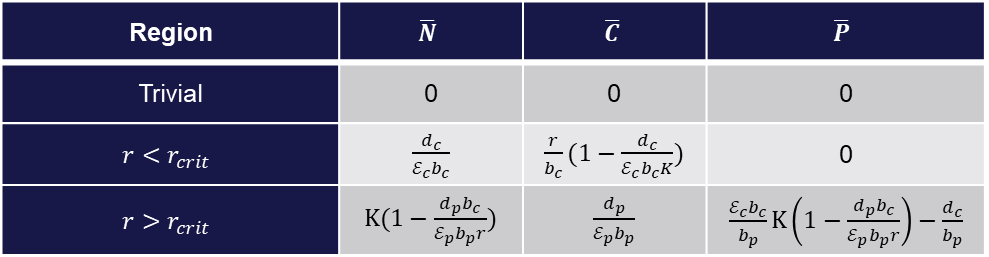 Region N̅ C̅ P̅
Trivial 0 0 0
r < r_crit d_c/(ε_c b_c) r/b_c (1 − d_c/(ε_c b_c K)) 0
r > r_crit K(1 − d_p b_c/(ε_p b_p r)) d_p/(ε_p b_p) ε_c b_c/b_p K(1 − d_p b_c/(ε_p b_p r)) − d_c/b_p